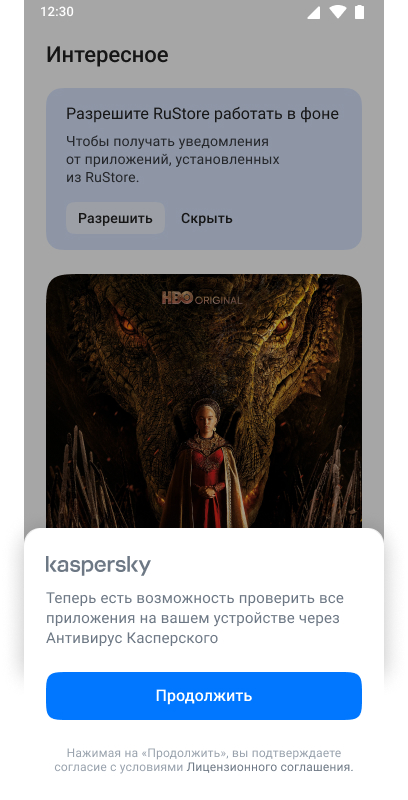 12:30
Интересное
Разрешите RuStore работать в фоне
Чтобы получать уведомления
от приложений, установленных
из RuStore.
Разрешить Скрыть
HBO ORIGINAL
kaspersky
Теперь есть возможность проверить все
приложения на вашем устройстве через
Антивирус Касперского
Продолжить
Нажимая на «Продолжить», вы подтверждаете
согласие с условиями Лицензионного соглашения.